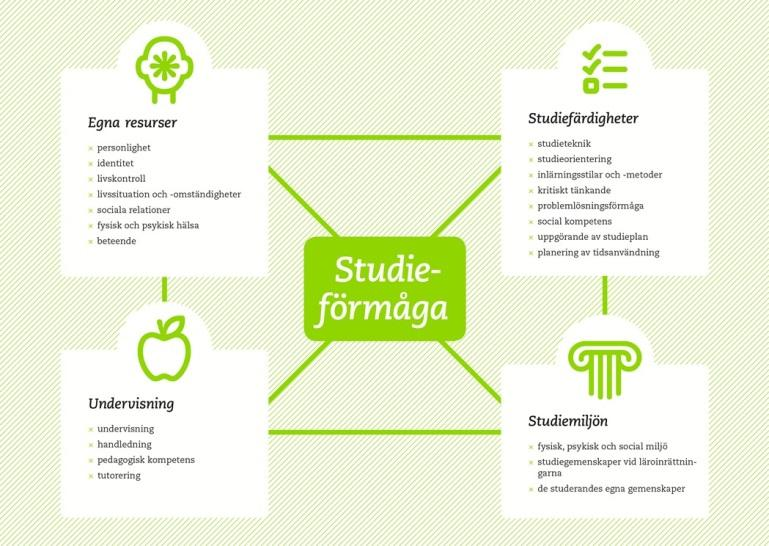 Egna resurser
× personlighet
× identitet
× livskontroll
× livssituation och -omständigheter
× sociala relationer
× fysisk och psykisk hälsa
× beteende
Studiefärdigheter
× studieteknik
× studieorientering
× inlärningsstilar och -metoder
× kritiskt tänkande
× problemlösningsförmåga
× social kompetens
× uppgörande av studieplan
× planering av tidsanvändning
Studie-
förmåga
Undervisning
× undervisning
× handledning
× pedagogisk kompetens
× tutorering
Studiemiljön
× fysisk, psykisk och social miljö
× studiegemenskaper vid läroinrättnin-
garna
× de studerandes egna gemenskaper